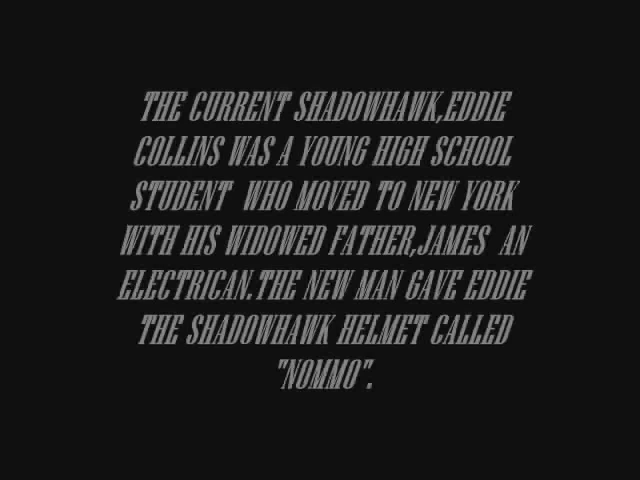 THE CURRENT SHADOWHAWK,EDDIE
COLLINS WAS A YOUNG HIGH SCHOOL
STUDENT WHO MOVED TO NEW YORK
WITH HIS WIDOWED FATHER,JAMES AN
ELECTRICAN.THE NEW MAN GAVE EDDIE
THE SHADOWHAWK HELMET CALLED
"NOMMO".